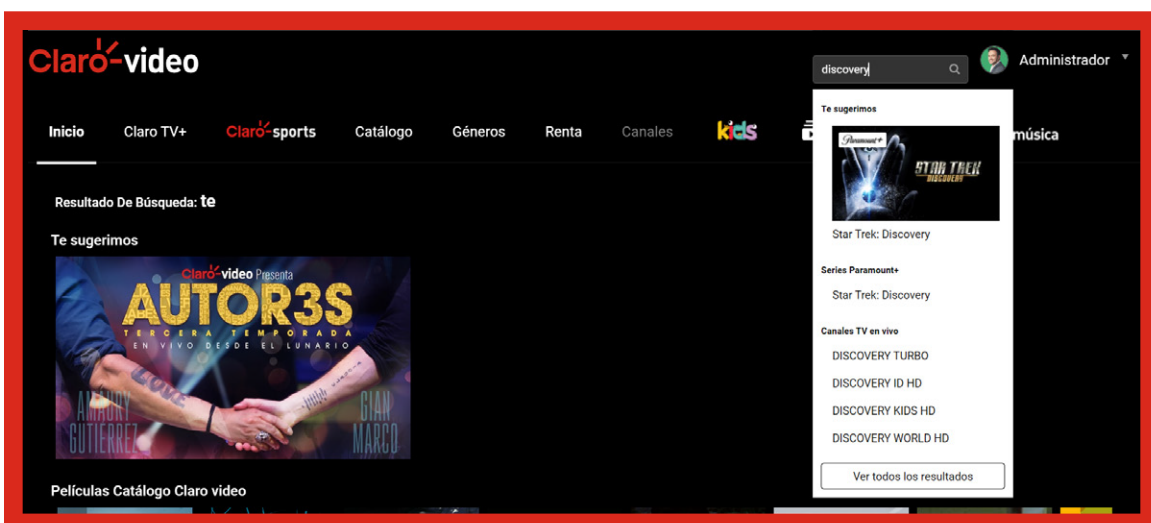 Claro-video
discovery
Administrador
Inicio
Claro TV+
Claro-sports
Catálogo
Géneros
Renta
Canales
kids
música
Te sugerimos
Paramount+
STAR TREK
DISCOVERY
Star Trek: Discovery
Series Paramount+
Star Trek: Discovery
Canales TV en vivo
DISCOVERY TURBO
DISCOVERY ID HD
DISCOVERY KIDS HD
DISCOVERY WORLD HD
Ver todos los resultados
Resultado De Búsqueda: te
Te sugerimos
Claro-video Presenta
AUTOR3S
TERCERA TEMPORADA
EN VIVO DESDE EL LUNARIO
LOVE
AMAURY
GUTIERREZ
GIAN
MARCO
Películas Catálogo Claro video